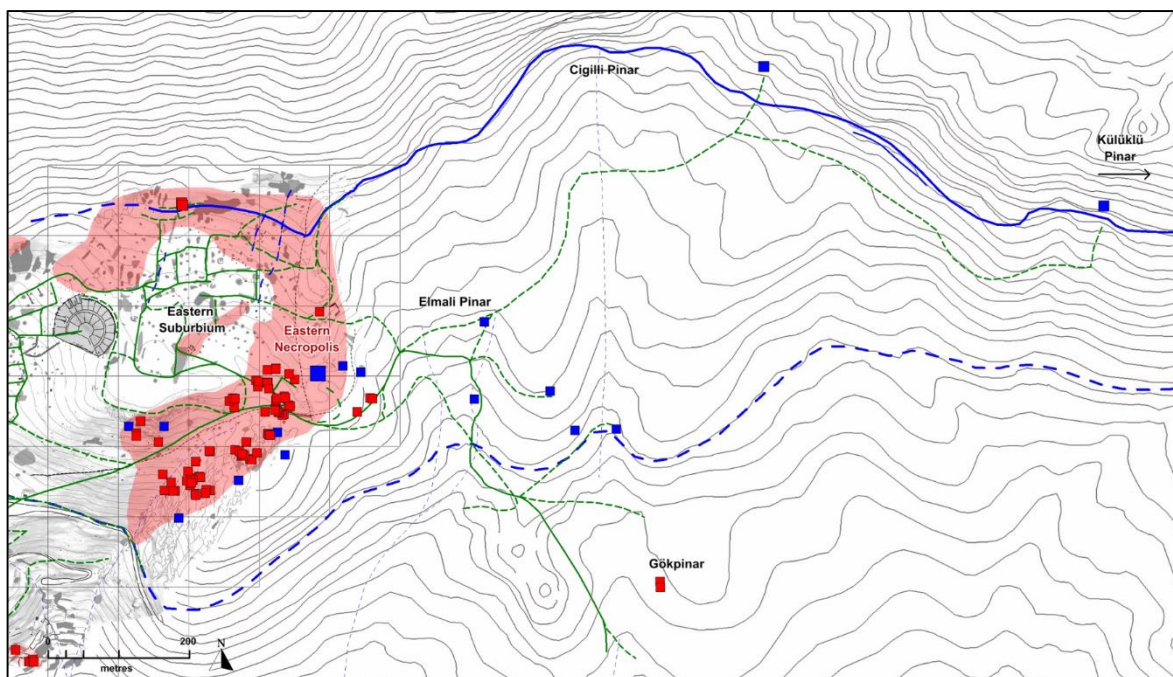 Cigilli Pinar
Külüklü
Pinar
Elmali Pinar
Eastern
Suburbium
Eastern
Necropolis
Gökpinar
0
200
metres
N